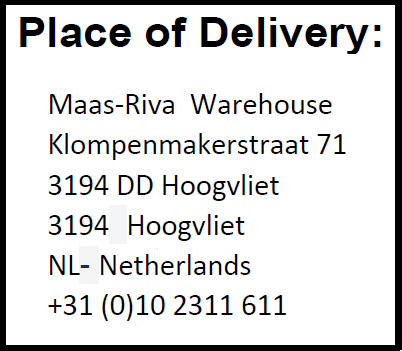 Place of Delivery:
Maas-Riva  Warehouse
Klompenmakerstraat 71
3194 DD Hoogvliet
3194  Hoogvliet
NL- Netherlands
+31 (0)10 2311 611